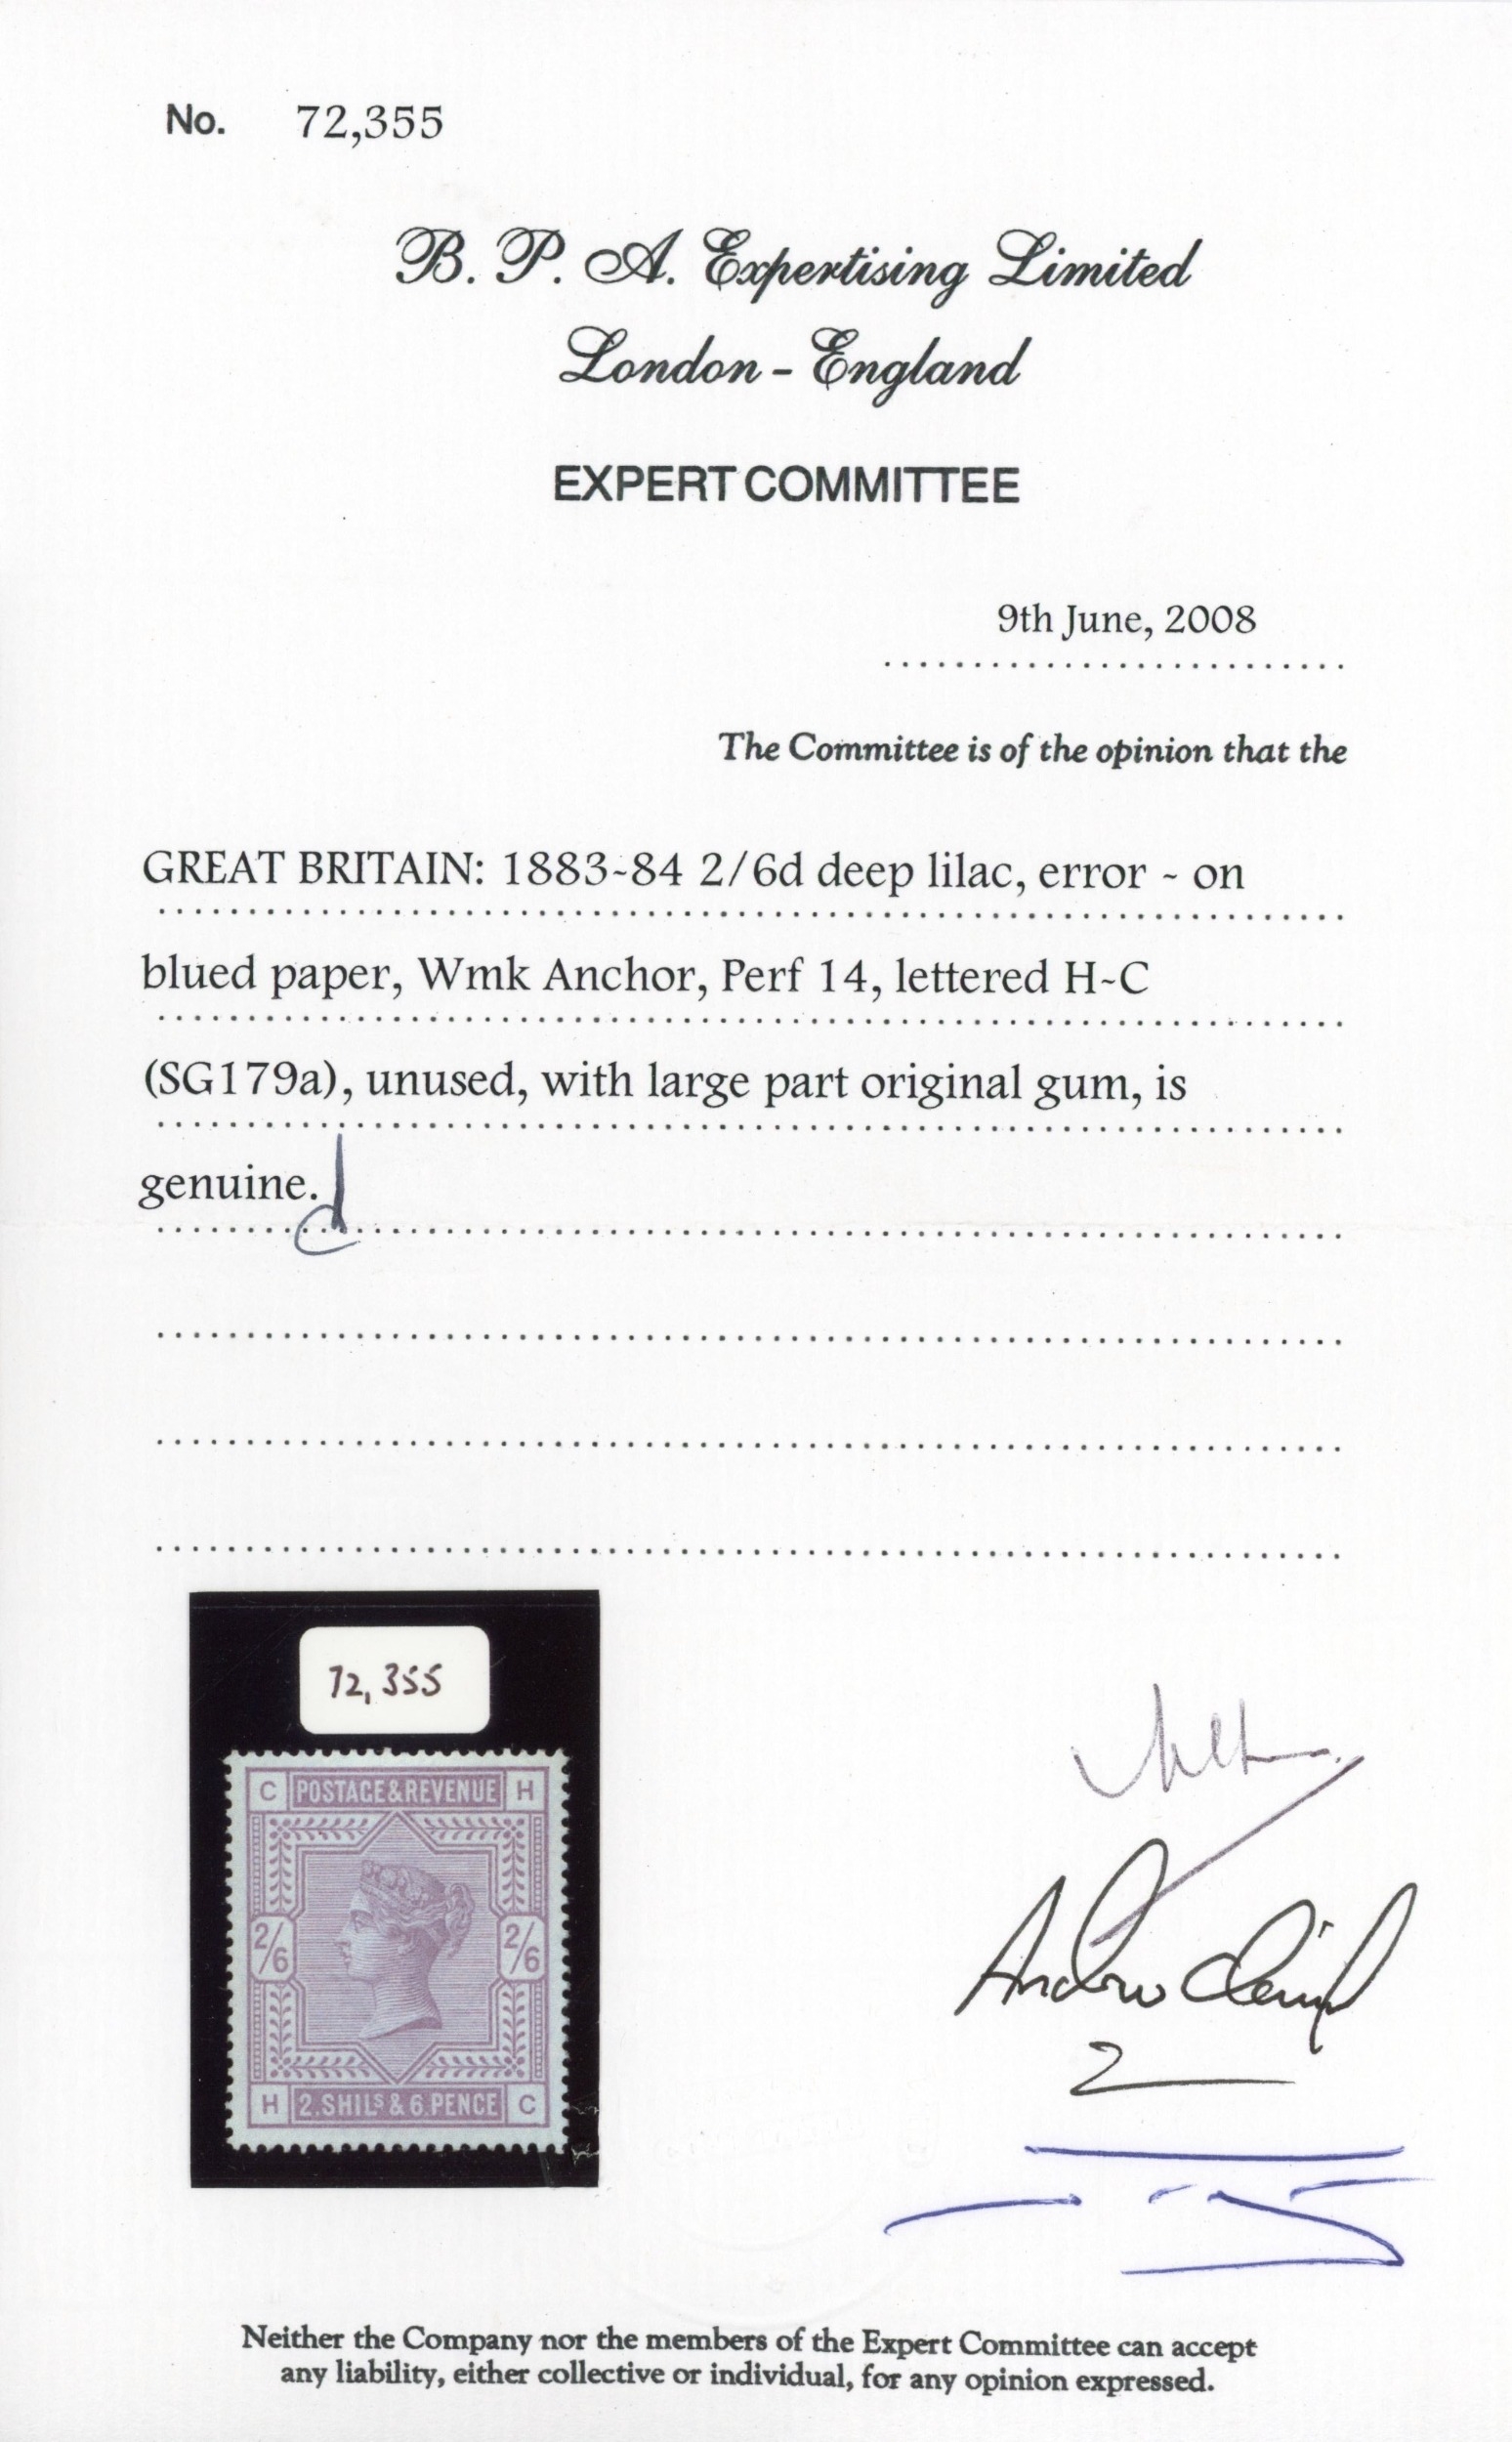 No. 72,355
B. P. A. Expertising Limited
London - England
EXPERT COMMITTEE
9th June, 2008
The Committee is of the opinion that the
GREAT BRITAIN: 1883-84 2/6d deep lilac, error - on
blued paper, Wmk Anchor, Perf 14, lettered H-C
(SG179a), unused, with large part original gum, is
genuine.
72,355
C POSTAGE & REVENUE H
2/6 2/6
H 2.SHILS & 6.PENCE C
Andrew
Neither the Company nor the members of the Expert Committee can accept
any liability, either collective or individual, for any opinion expressed.